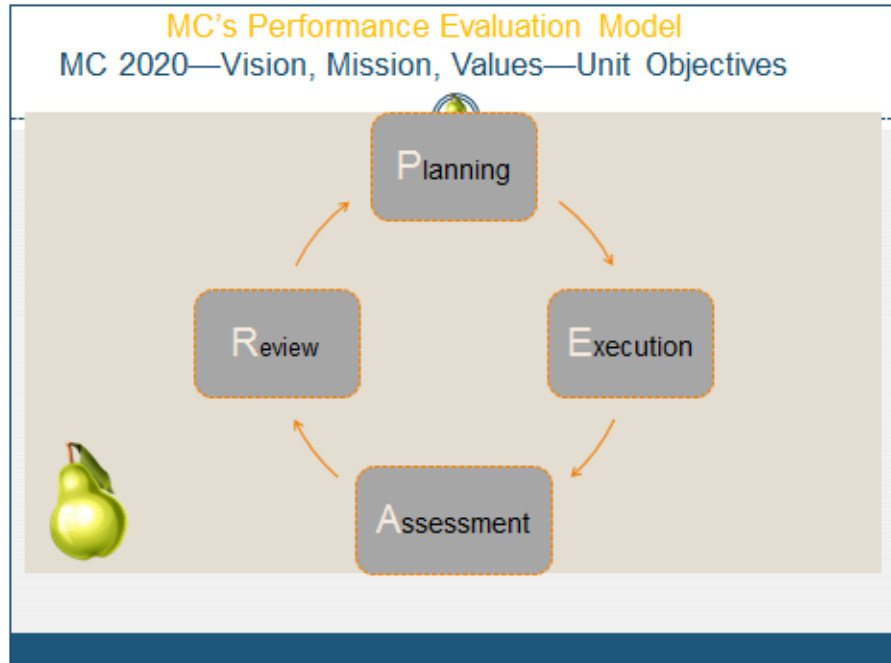 MC's Performance Evaluation Model
MC 2020—Vision, Mission, Values—Unit Objectives
Planning
Execution
Assessment
Review